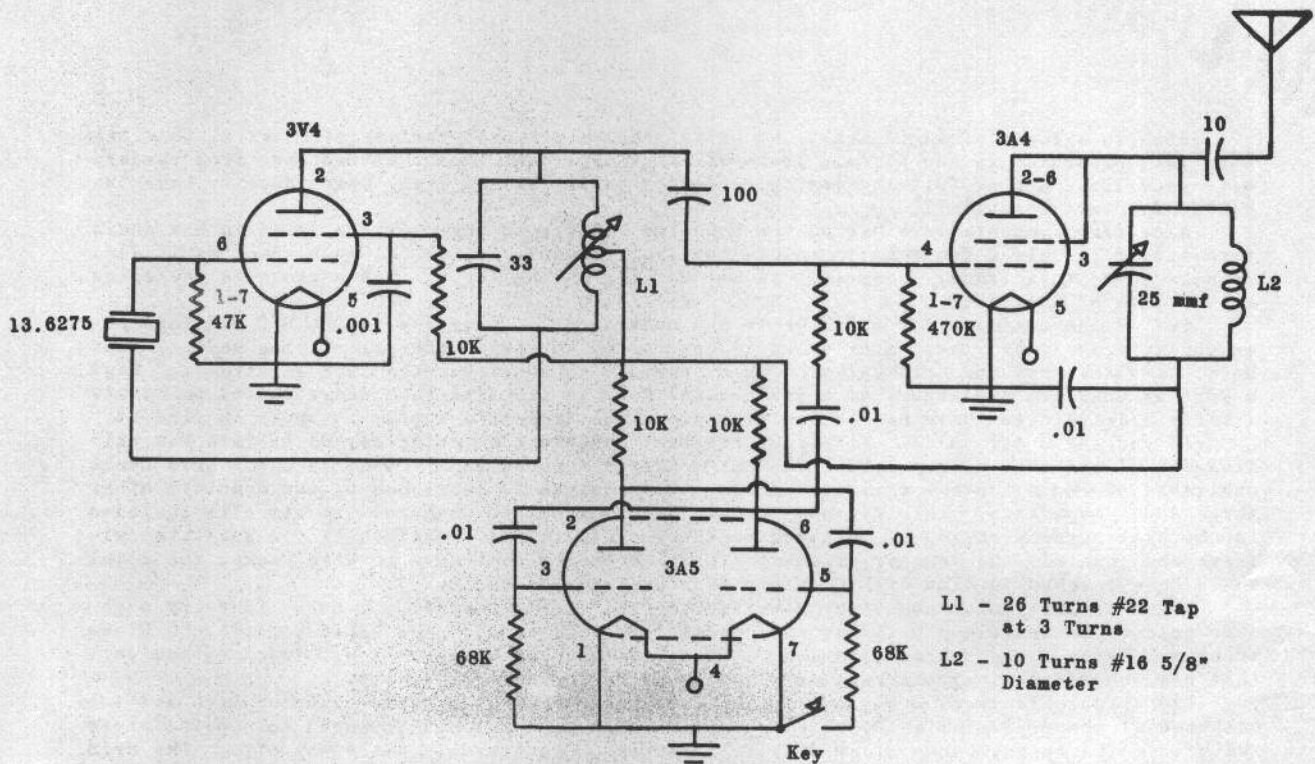 3V4
2
3
6
1-7
47K
5
.001
13.6275
10K
33
L1
100
10
3A4
2-6
4
3
1-7
470K
5
25 mmf
L2
10K
.01
.01
10K
10K
.01
2
6
.01
3
3A5
5
68K
1
4
7
68K
Key
L1 - 26 Turns #22 Tap
at 3 Turns
L2 - 10 Turns #16 5/8"
Diameter